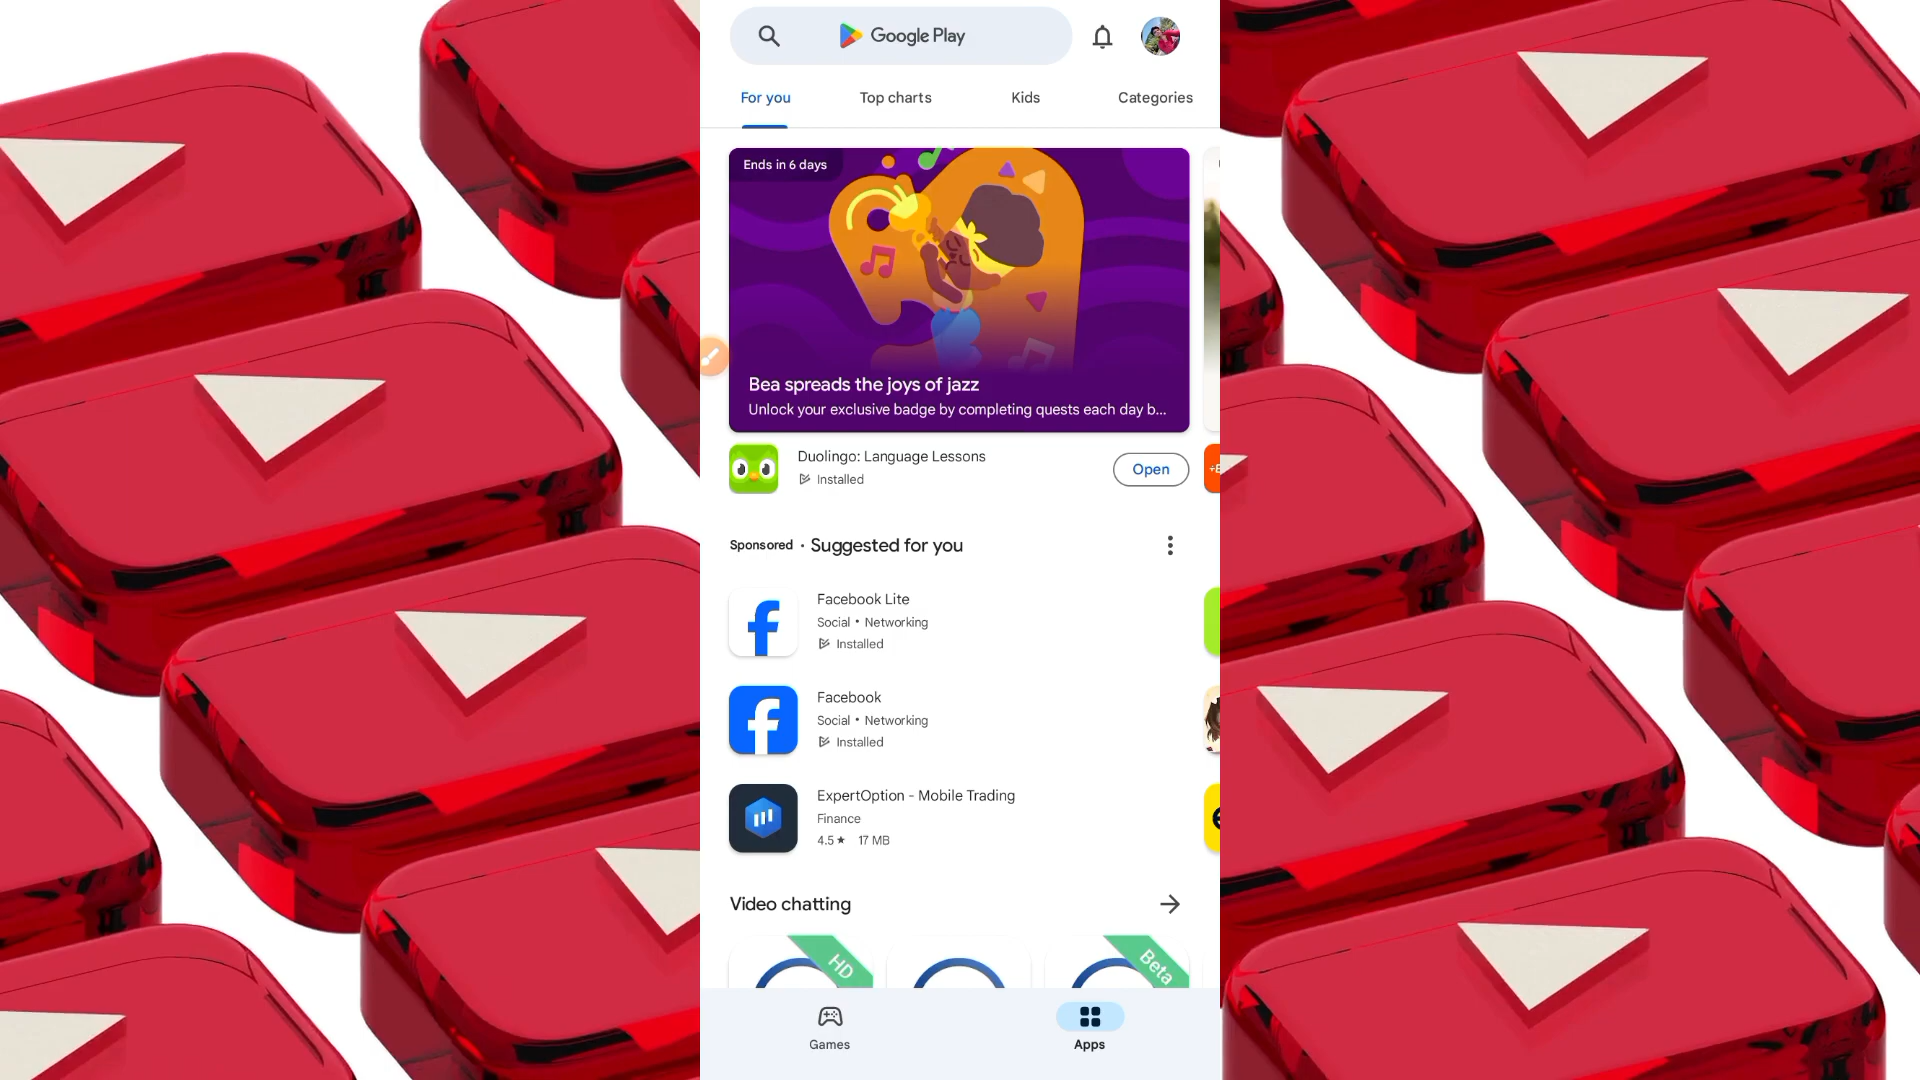 Google Play
For you
Top charts
Kids
Categories
Ends in 6 days
Bea spreads the joys of jazz
Unlock your exclusive badge by completing quests each day b...
Duolingo: Language Lessons
Installed
Open
Sponsored • Suggested for you
Facebook Lite
Social • Networking
Installed
Facebook
Social • Networking
Installed
ExpertOption - Mobile Trading
Finance
4.5★ 17 MB
Video chatting
HD
Beta
Games
Apps